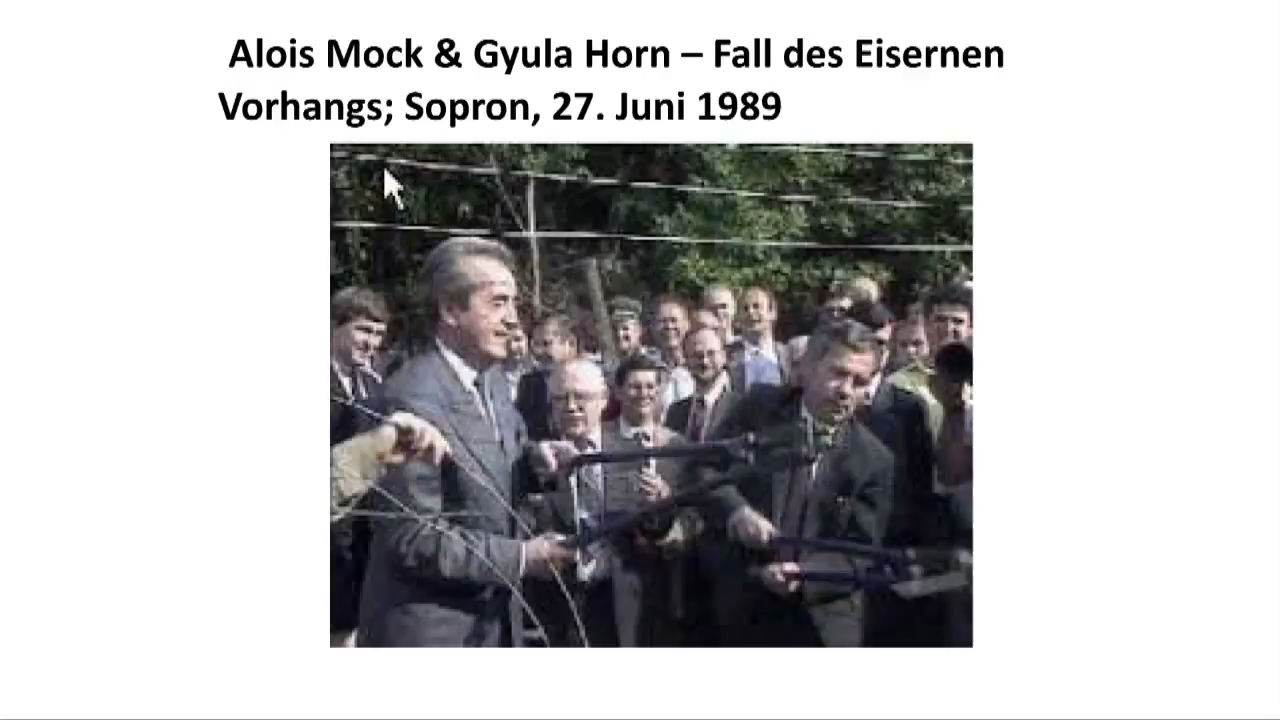 Alois Mock & Gyula Horn – Fall des Eisernen
Vorhangs; Sopron, 27. Juni 1989